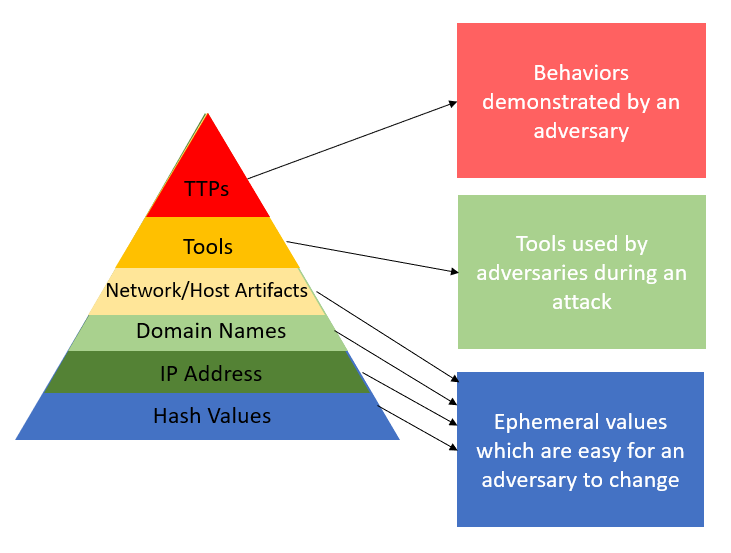 TTPs
Tools
Network/Host Artifacts
Domain Names
IP Address
Hash Values
Behaviors
demonstrated by an
adversary
Tools used by
adversaries during an
attack
Ephemeral values
which are easy for an
adversary to change